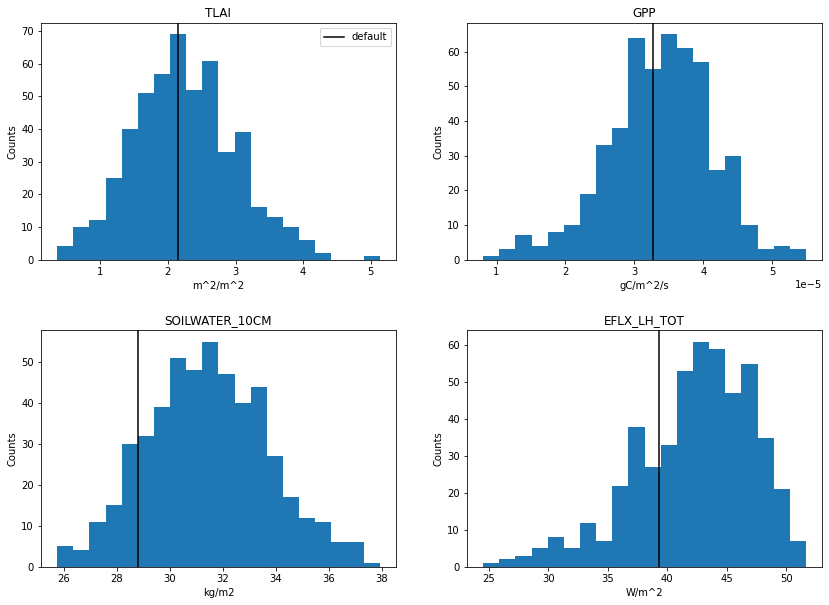 TLAI
default
Counts
70
60
50
40
30
20
10
0
1 2 3 4 5
m^2/m^2
GPP
Counts
60
50
40
30
20
10
0
1 2 3 4 5
1e−5
gC/m^2/s
SOILWATER_10CM
Counts
50
40
30
20
10
0
26 28 30 32 34 36 38
kg/m2
EFLX_LH_TOT
Counts
60
50
40
30
20
10
0
25 30 35 40 45 50
W/m^2